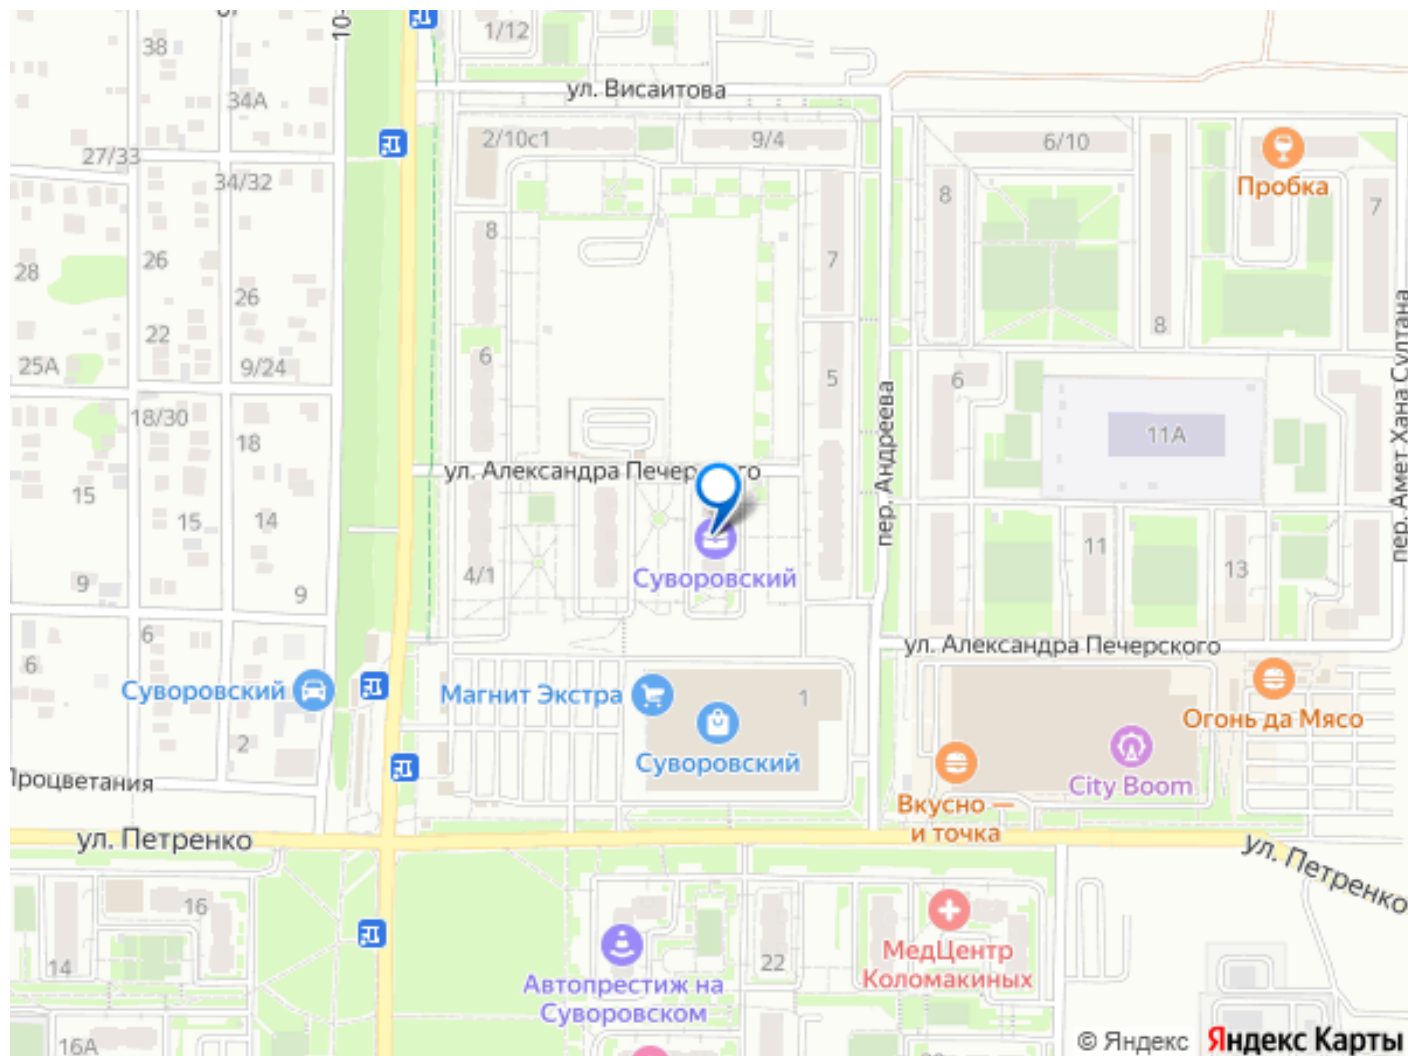 1/12
38
10-
34А
ул. Висаитова
2/10с1
9/4
6/10
27/33
34/32
Пробка
8
7
8
28
26
7
26
22
8
25А
9/24
6
5
6
18/30
18
11А
пер. Андреева
пер. Амет-Хана Султана
ул. Александра Печерского
15
15
14
11
13
4/1
Суворовский
9
9
6
6
ул. Александра Печерского
Суворовский
Магнит Экстра
1
Огонь да Мясо
2
Суворовский
Процветания
City Boom
Вкусно —
и точка
ул. Петренко
ул. Петренко
16
14
22
МедЦентр
Коломакиных
Автопрестиж на
Суворовском
16А
© Яндекс Яндекс Карты